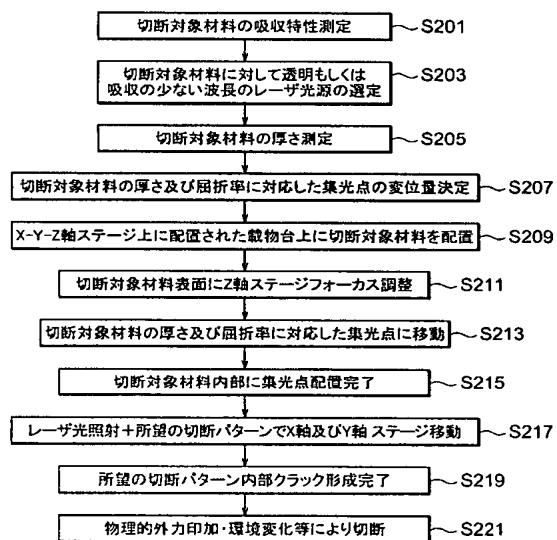 切断対象材料の吸収特性測定 S201
切断対象材料に対して透明もしくは
吸収の少ない波長のレーザ光源の選定 S203
切断対象材料の厚さ測定 S205
切断対象材料の厚さ及び屈折率に対応した集光点の変位量決定 S207
X-Y-Z軸ステージ上に配置された載物台上に切断対象材料を配置 S209
切断対象材料表面にZ軸ステージフォーカス調整 S211
切断対象材料の厚さ及び屈折率に対応した集光点に移動 S213
切断対象材料内部に集光点配置完了 S215
レーザ光照射+所望の切断パターンでX軸及びY軸 ステージ移動 S217
所望の切断パターン内部クラック形成完了 S219
物理的外力印加・環境変化等により切断 S221